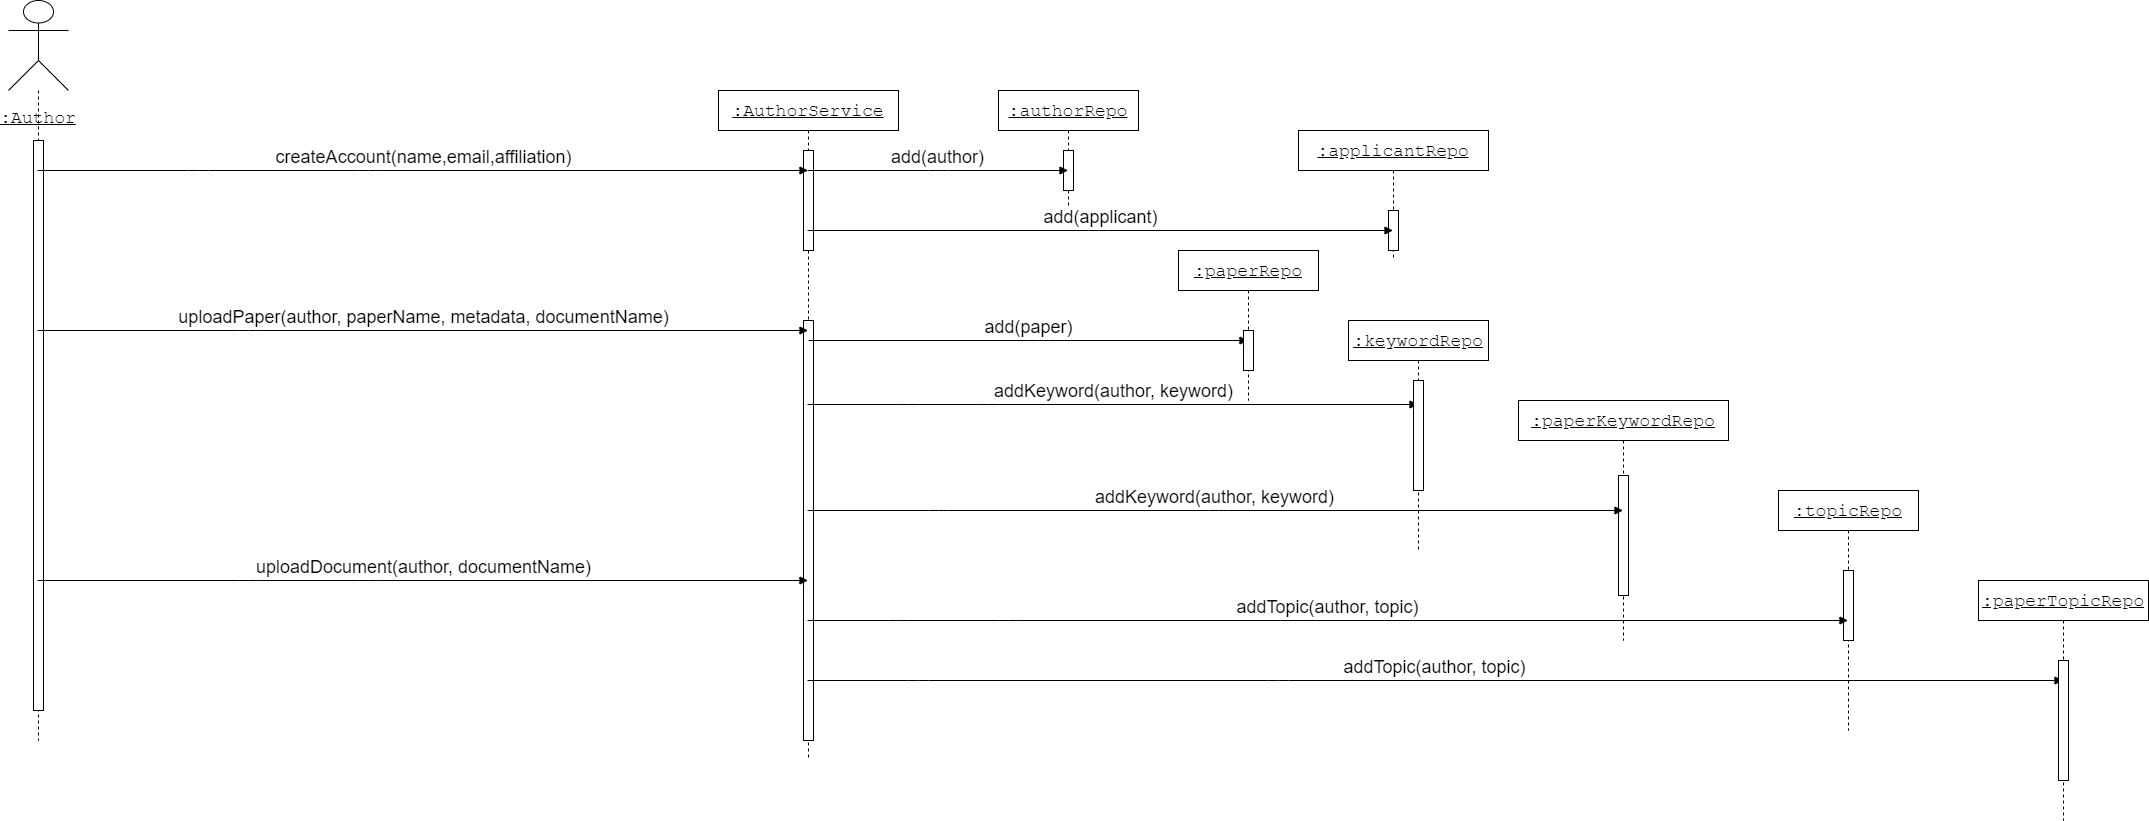 :Author
:AuthorService
:authorRepo
:applicantRepo
createAccount(name,email,affiliation)
add(author)
add(applicant)
:paperRepo
uploadPaper(author, paperName, metadata, documentName)
add(paper)
:keywordRepo
addKeyword(author, keyword)
:paperKeywordRepo
addKeyword(author, keyword)
:topicRepo
uploadDocument(author, documentName)
:paperTopicRepo
addTopic(author, topic)
addTopic(author, topic)